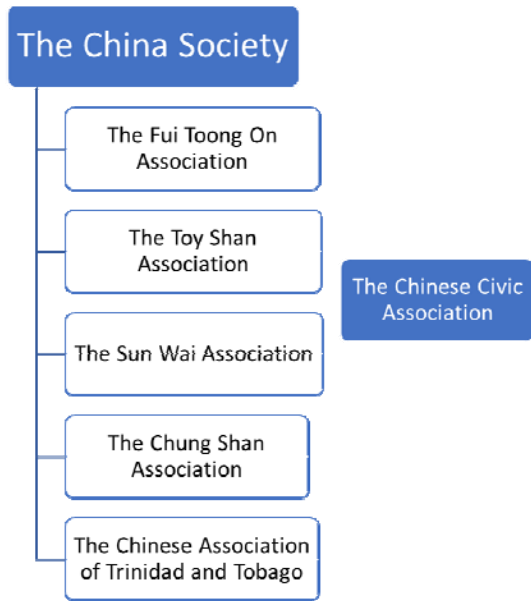 The China Society
The Fui Toong On
Association
The Toy Shan
Association
The Chinese Civic
Association
The Sun Wai Association
The Chung Shan
Association
The Chinese Association
of Trinidad and Tobago